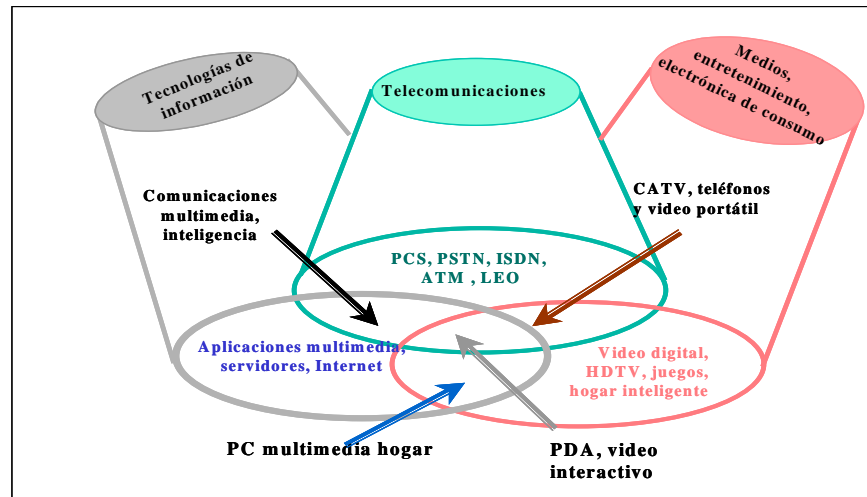 Tecnologías de
información
Telecomunicaciones
Medios,
entretenimiento,
electrónica de
consumo
Comunicaciones
multimedia,
inteligencia
CATV, teléfonos
y video portátil
PCS, PSTN, ISDN,
ATM , LEO
Aplicaciones multimedia,
servidores, Internet
Video digital,
HDTV, juegos,
hogar inteligente
PC multimedia hogar
PDA, video
interactivo